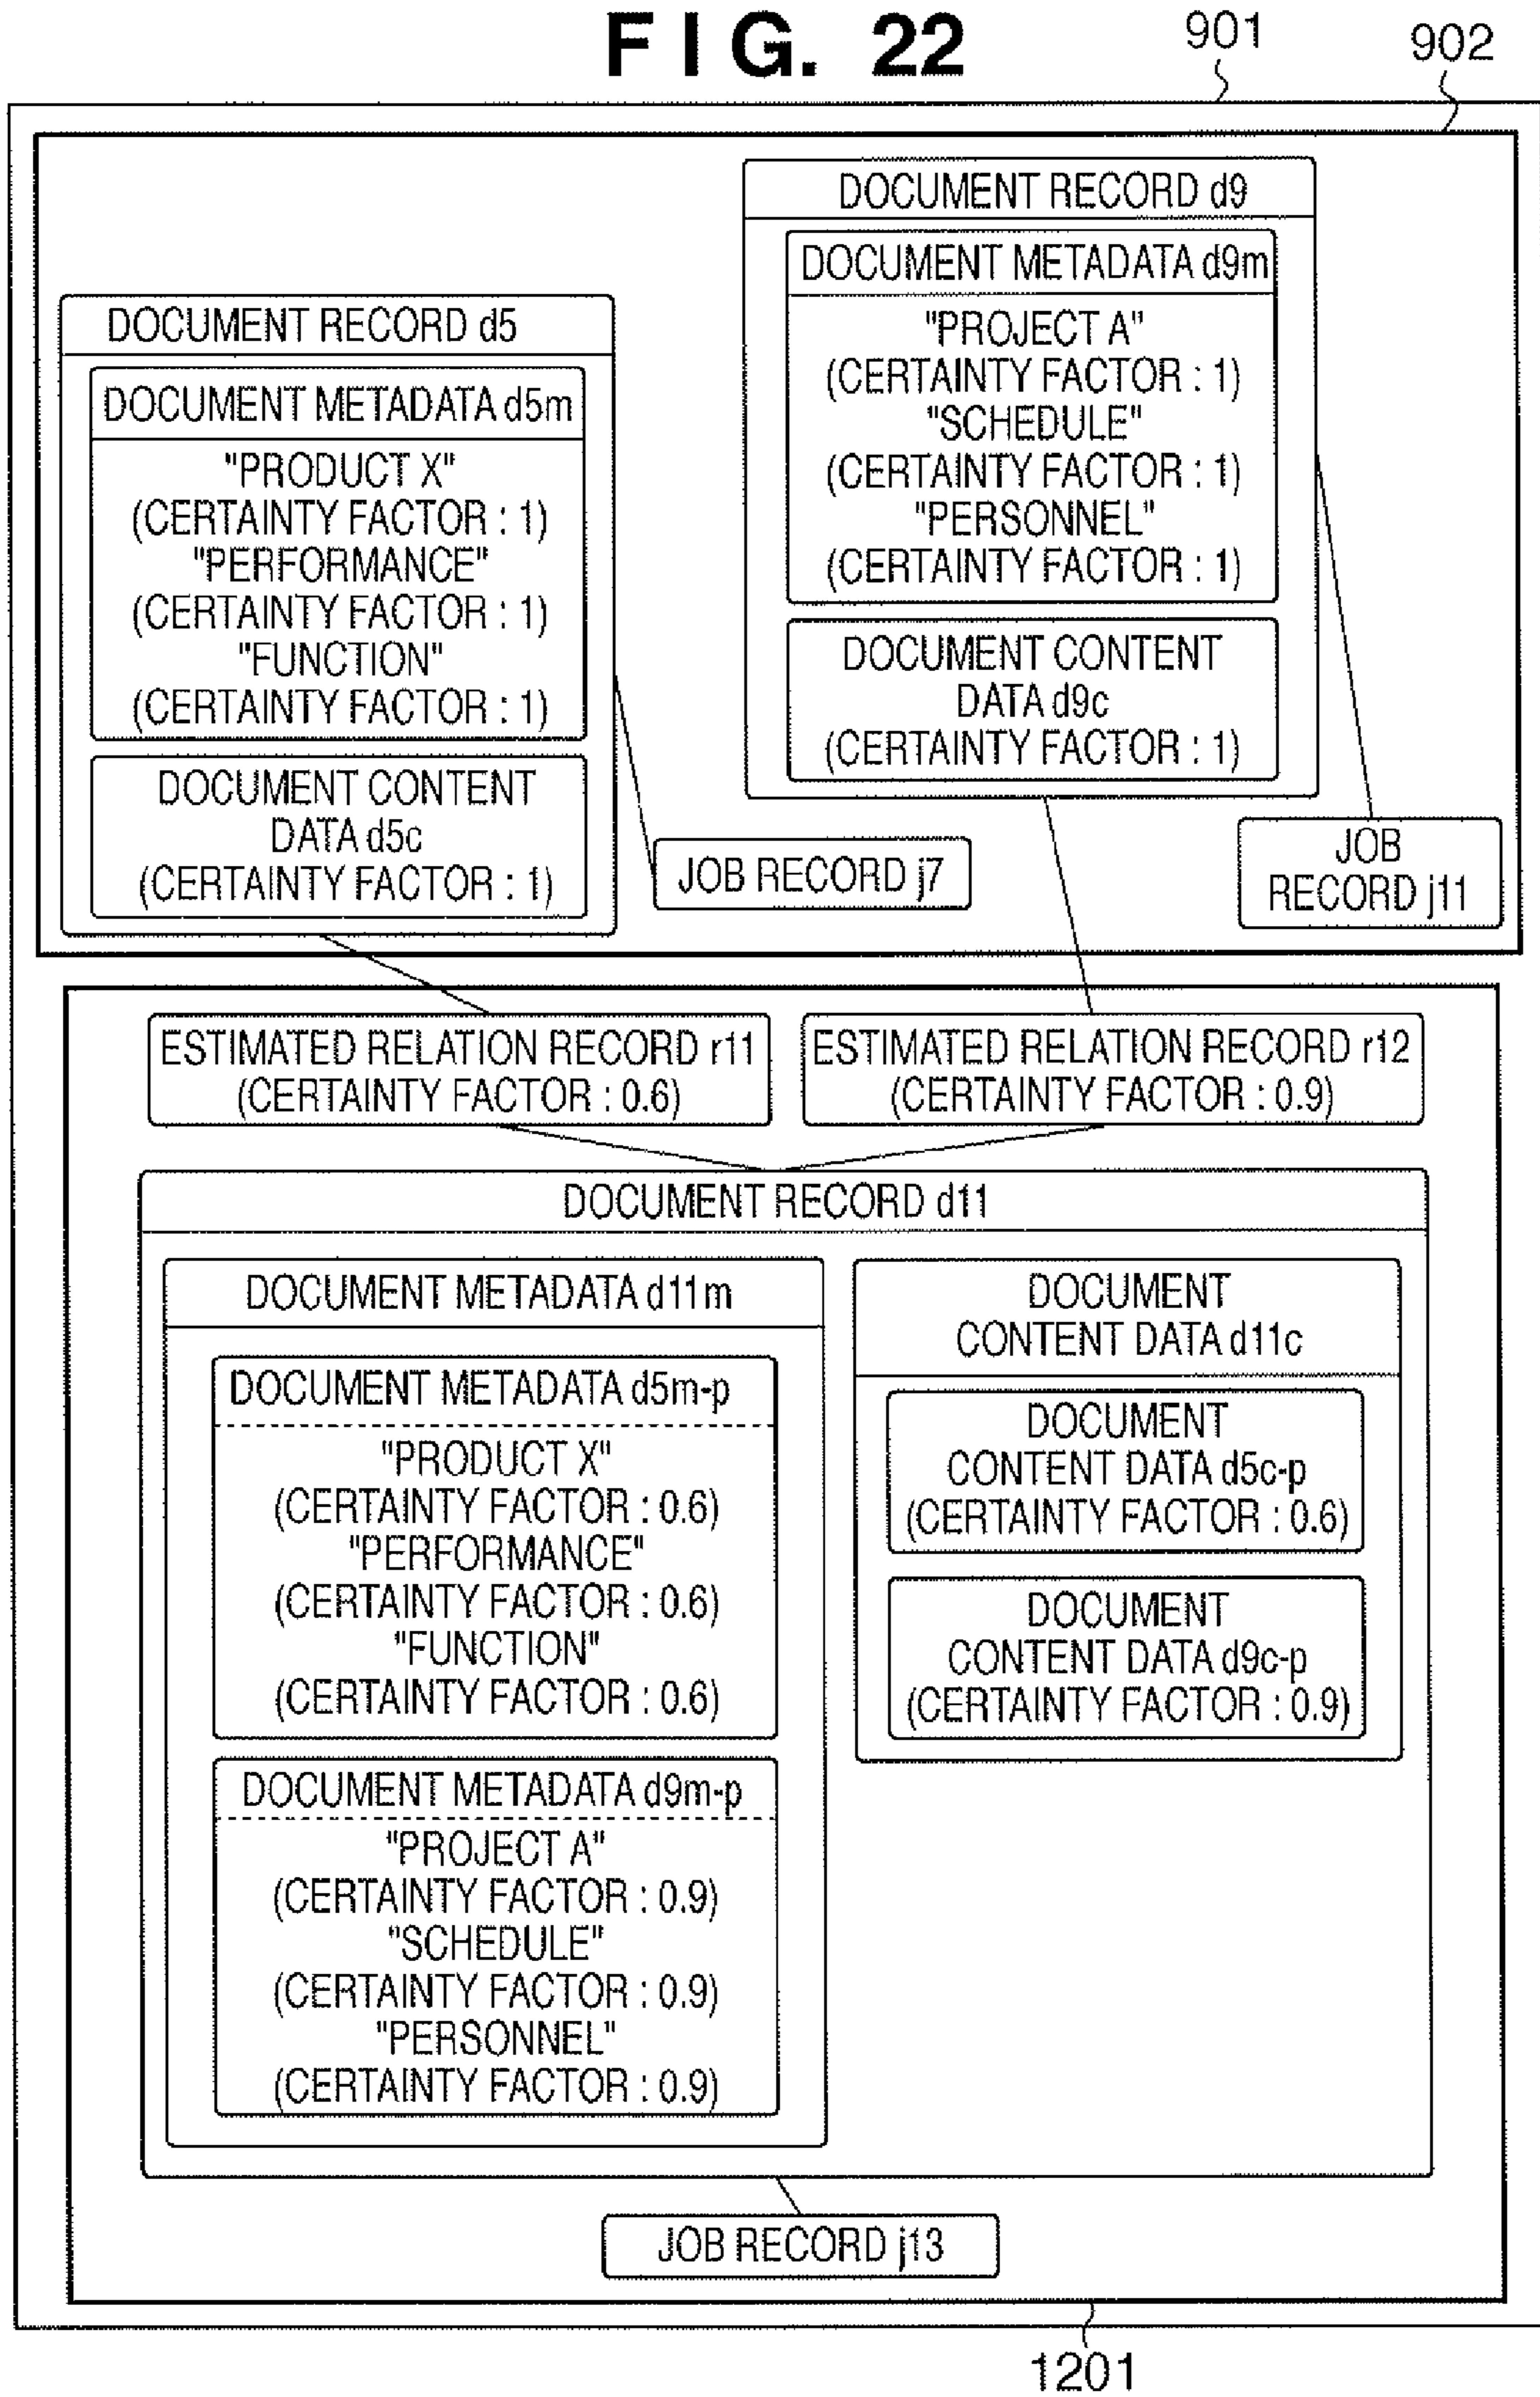 FIG. 22
901
902
DOCUMENT RECORD d9
DOCUMENT METADATA d9m
"PROJECT A"
(CERTAINTY FACTOR : 1)
"SCHEDULE"
(CERTAINTY FACTOR : 1)
"PERSONNEL"
(CERTAINTY FACTOR : 1)
DOCUMENT CONTENT
DATA d9c
(CERTAINTY FACTOR : 1)
DOCUMENT RECORD d5
DOCUMENT METADATA d5m
"PRODUCT X"
(CERTAINTY FACTOR : 1)
"PERFORMANCE"
(CERTAINTY FACTOR : 1)
"FUNCTION"
(CERTAINTY FACTOR : 1)
DOCUMENT CONTENT
DATA d5c
(CERTAINTY FACTOR : 1)
JOB RECORD j7
JOB
RECORD j11
ESTIMATED RELATION RECORD r11
(CERTAINTY FACTOR : 0.6)
ESTIMATED RELATION RECORD r12
(CERTAINTY FACTOR : 0.9)
DOCUMENT RECORD d11
DOCUMENT METADATA d11m
DOCUMENT METADATA d5m-p
"PRODUCT X"
(CERTAINTY FACTOR : 0.6)
"PERFORMANCE"
(CERTAINTY FACTOR : 0.6)
"FUNCTION"
(CERTAINTY FACTOR : 0.6)
DOCUMENT METADATA d9m-p
"PROJECT A"
(CERTAINTY FACTOR : 0.9)
"SCHEDULE"
(CERTAINTY FACTOR : 0.9)
"PERSONNEL"
(CERTAINTY FACTOR : 0.9)
DOCUMENT
CONTENT DATA d11c
DOCUMENT
CONTENT DATA d5c-p
(CERTAINTY FACTOR : 0.6)
DOCUMENT
CONTENT DATA d9c-p
(CERTAINTY FACTOR : 0.9)
JOB RECORD j13
1201